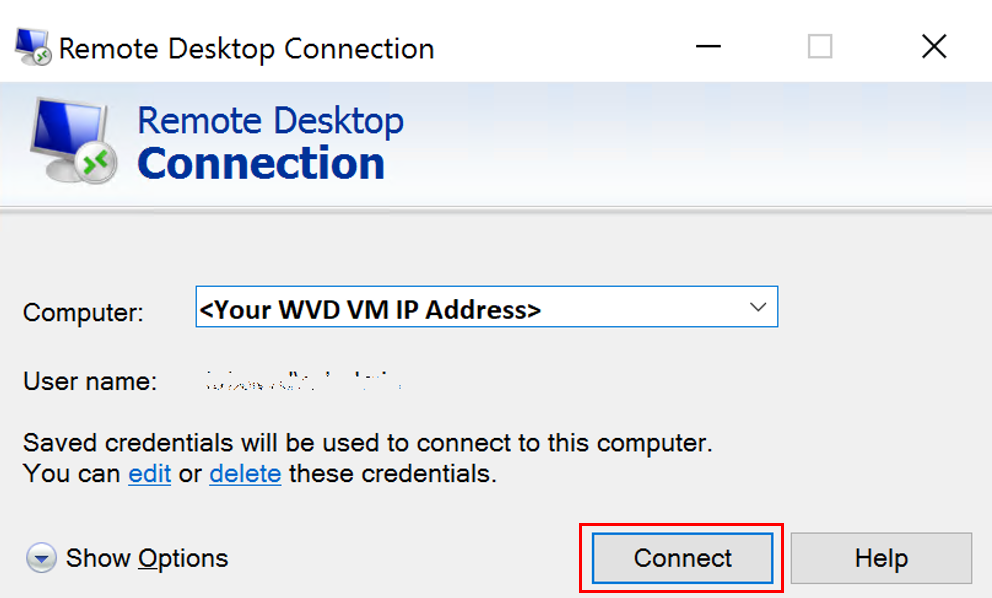 Remote Desktop Connection
Remote Desktop
Connection
Computer: <Your WVD VM IP Address>
User name:
Saved credentials will be used to connect to this computer.
You can edit or delete these credentials.
Show Options Connect Help